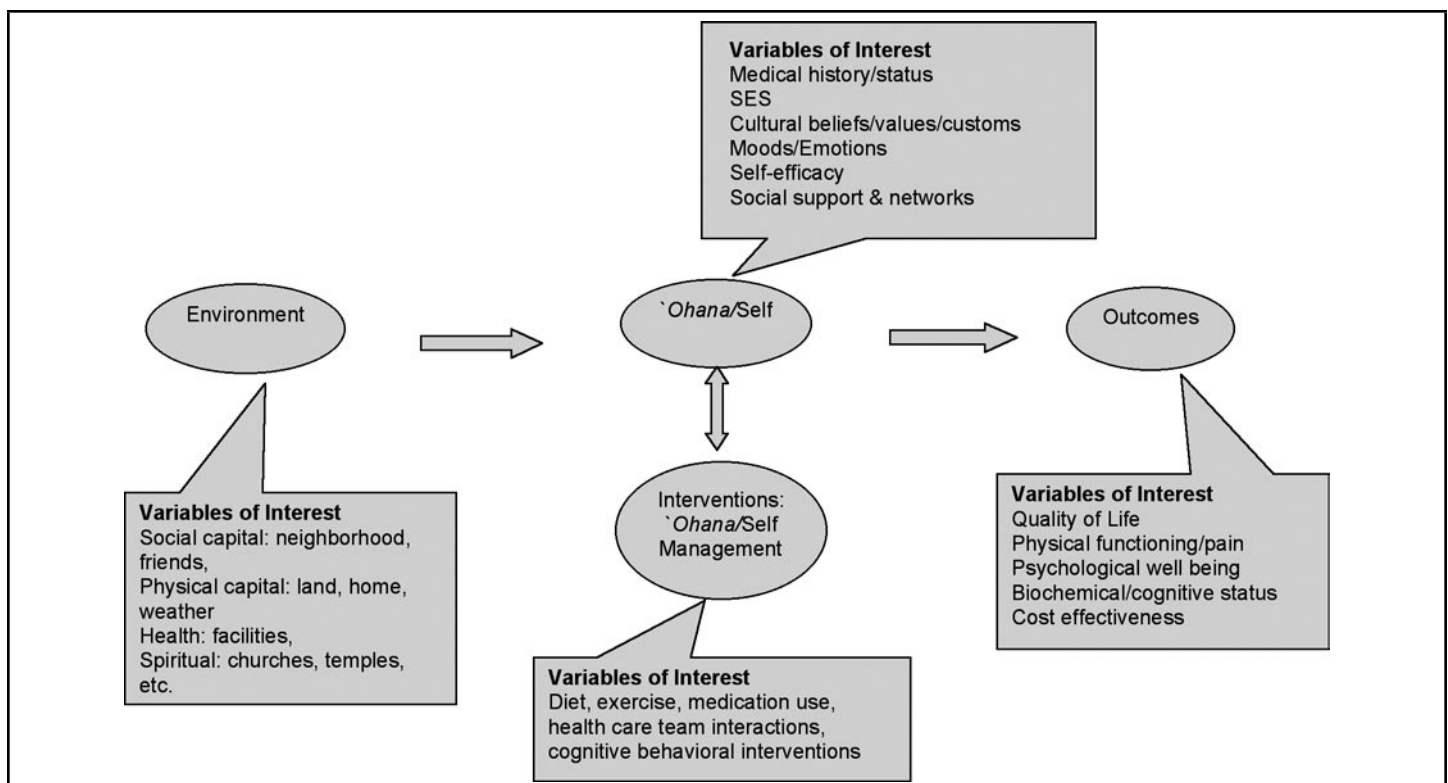 Variables of Interest
Medical history/status
SES
Cultural beliefs/values/customs
Moods/Emotions
Self-efficacy
Social support & networks
Environment
`Ohana/Self
Outcomes
Interventions:
`Ohana/Self
Management
Variables of Interest
Social capital: neighborhood,
friends,
Physical capital: land, home,
weather
Health: facilities,
Spiritual: churches, temples,
etc.
Variables of Interest
Diet, exercise, medication use,
health care team interactions,
cognitive behavioral interventions
Variables of Interest
Quality of Life
Physical functioning/pain
Psychological well being
Biochemical/cognitive status
Cost effectiveness